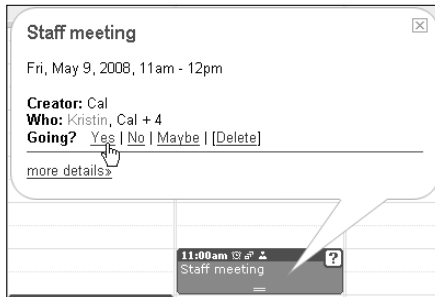 Staff meeting
Fri, May 9, 2008, 11am - 12pm
Creator: Cal
Who: Kristin, Cal + 4
Going? Yes | No | Maybe | [Delete]
more details»
11:00am
?
Staff meeting